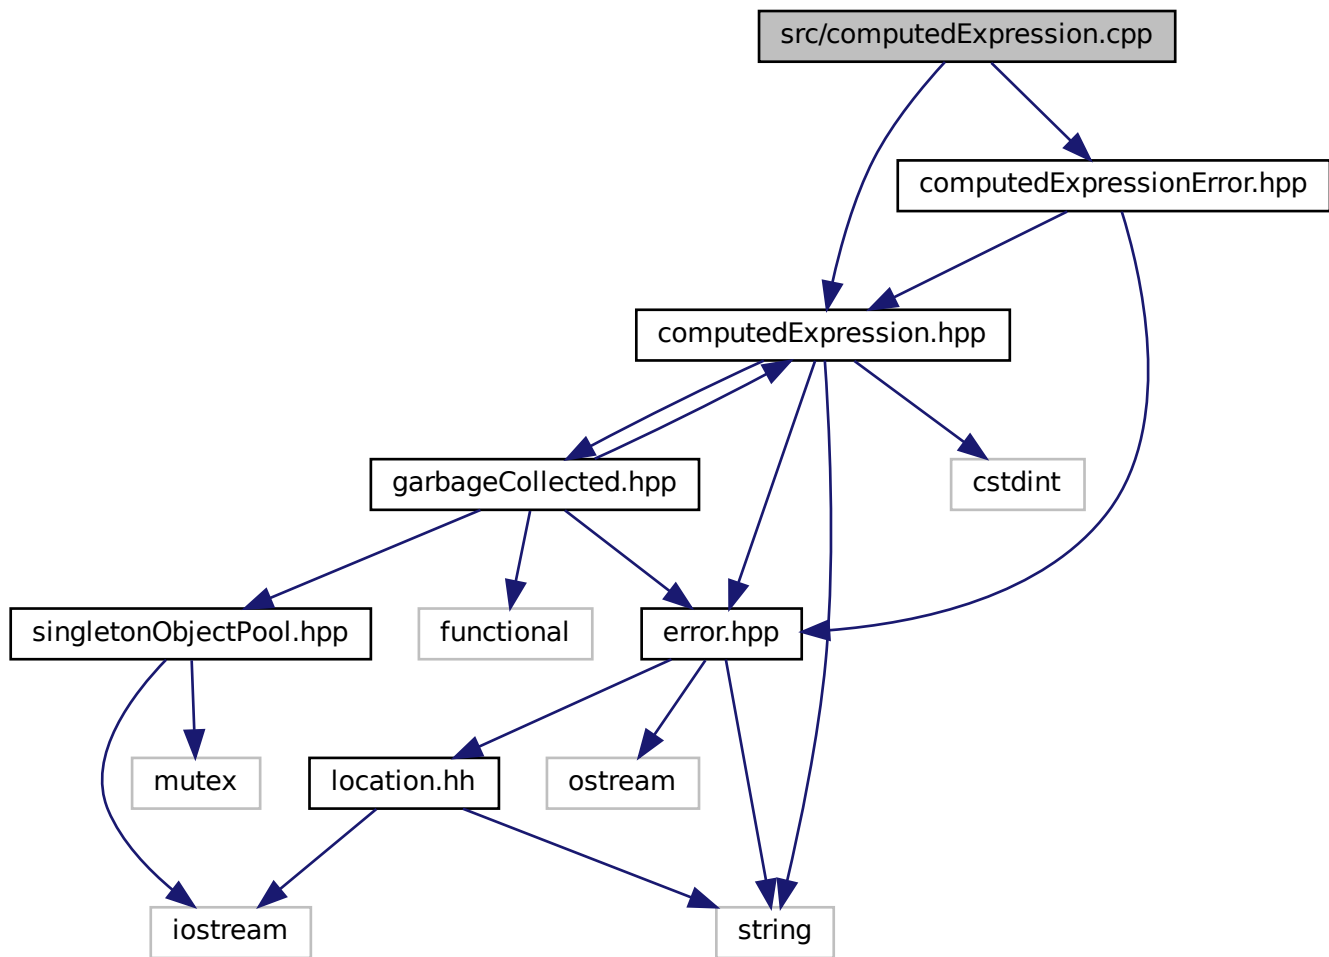 src/computedExpression.cpp
computedExpressionError.hpp
computedExpression.hpp
garbageCollected.hpp
cstdint
singletonObjectPool.hpp
functional
error.hpp
mutex
location.hh
ostream
iostream
string